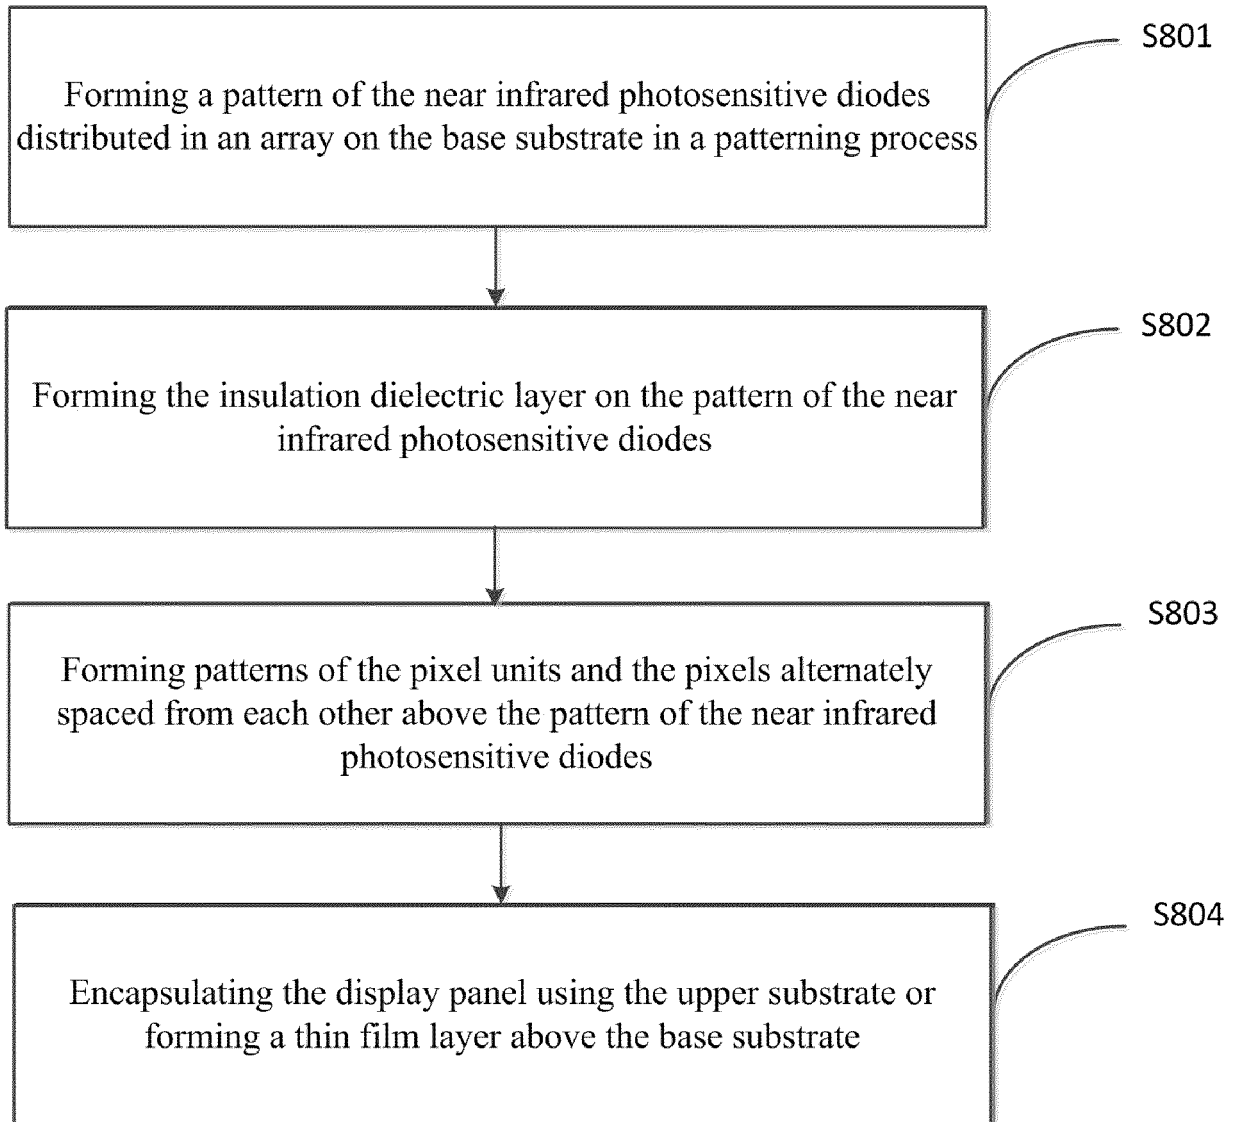 S801
Forming a pattern of the near infrared photosensitive diodes
distributed in an array on the base substrate in a patterning process
S802
Forming the insulation dielectric layer on the pattern of the near
infrared photosensitive diodes
S803
Forming patterns of the pixel units and the pixels alternately
spaced from each other above the pattern of the near infrared
photosensitive diodes
S804
Encapsulating the display panel using the upper substrate or
forming a thin film layer above the base substrate